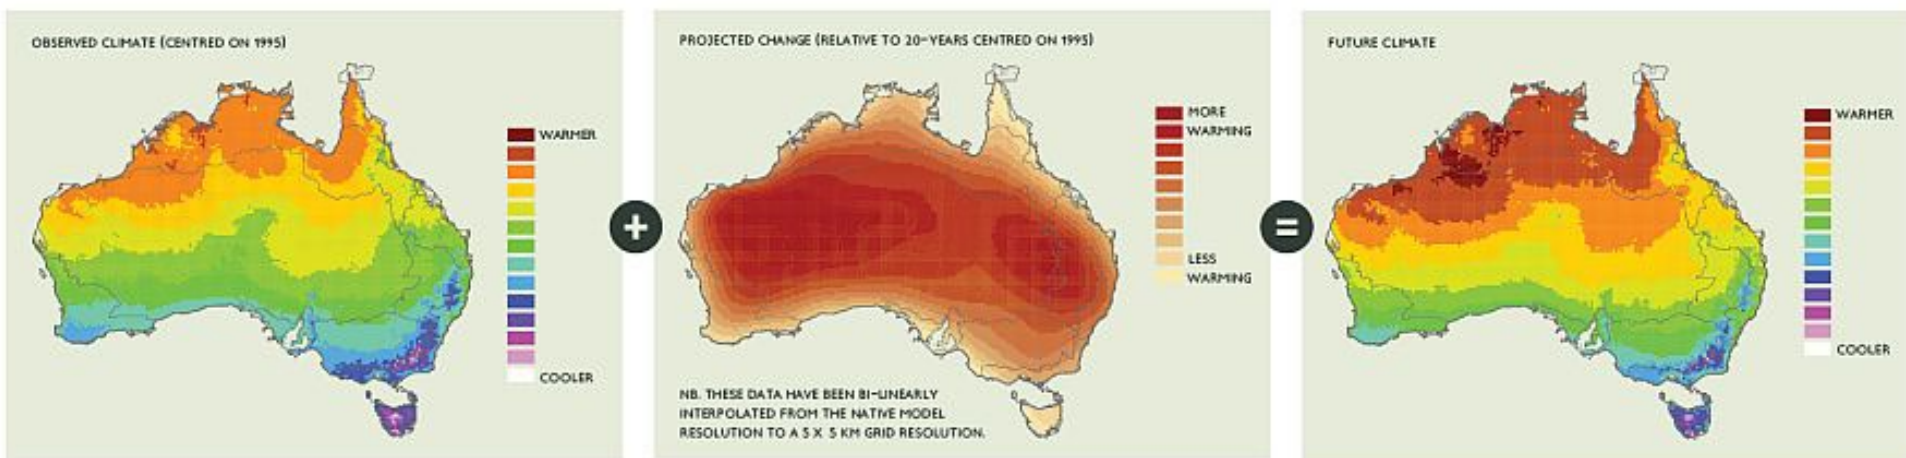 OBSERVED CLIMATE (CENTRED ON 1995)
WARMER
COOLER
+
PROJECTED CHANGE (RELATIVE TO 20-YEARS CENTRED ON 1995)
MORE
WARMING
LESS
WARMING
NB. THESE DATA HAVE BEEN BI-LINEARLY
INTERPOLATED FROM THE NATIVE MODEL
RESOLUTION TO A 5 X 5 KM GRID RESOLUTION.
=
FUTURE CLIMATE
WARMER
COOLER